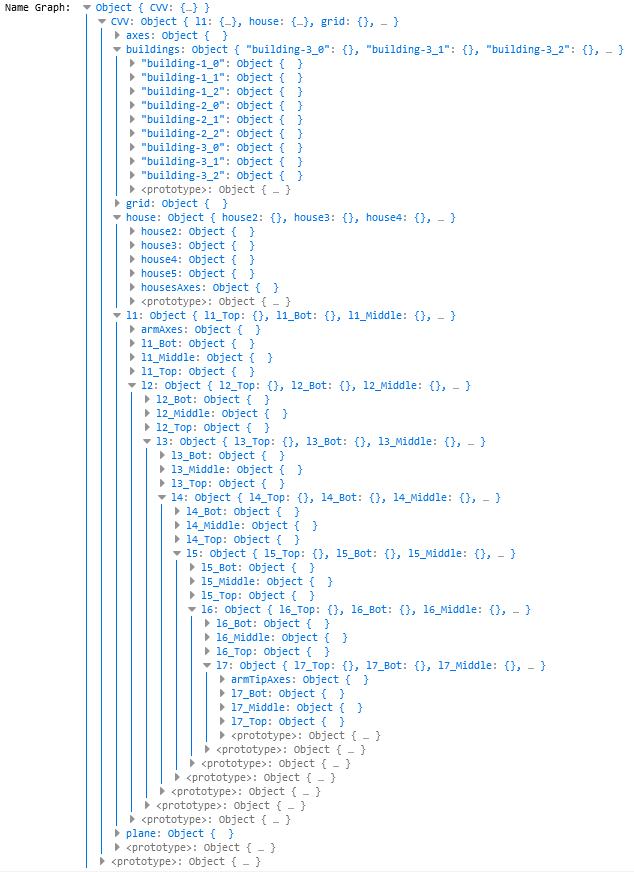 Name Graph: Object { CVV: {…} }
CVV: Object { l1: {…}, house: {…}, grid: {}, … }
axes: Object { }
buildings: Object { "building-3_0": {}, "building-3_1": {}, "building-3_2": {}, … }
"building-1_0": Object { }
"building-1_1": Object { }
"building-1_2": Object { }
"building-2_0": Object { }
"building-2_1": Object { }
"building-2_2": Object { }
"building-3_0": Object { }
"building-3_1": Object { }
"building-3_2": Object { }
<prototype>: Object { … }
grid: Object { }
house: Object { house2: {}, house3: {}, house4: {}, … }
house2: Object { }
house3: Object { }
house4: Object { }
house5: Object { }
housesAxes: Object { }
<prototype>: Object { … }
l1: Object { l1_Top: {}, l1_Bot: {}, l1_Middle: {}, … }
armAxes: Object { }
l1_Bot: Object { }
l1_Middle: Object { }
l1_Top: Object { }
l2: Object { l2_Top: {}, l2_Bot: {}, l2_Middle: {}, … }
l2_Bot: Object { }
l2_Middle: Object { }
l2_Top: Object { }
l3: Object { l3_Top: {}, l3_Bot: {}, l3_Middle: {}, … }
l3_Bot: Object { }
l3_Middle: Object { }
l3_Top: Object { }
l4: Object { l4_Top: {}, l4_Bot: {}, l4_Middle: {}, … }
l4_Bot: Object { }
l4_Middle: Object { }
l4_Top: Object { }
l5: Object { l5_Top: {}, l5_Bot: {}, l5_Middle: {}, … }
l5_Bot: Object { }
l5_Middle: Object { }
l5_Top: Object { }
l6: Object { l6_Top: {}, l6_Bot: {}, l6_Middle: {}, … }
l6_Bot: Object { }
l6_Middle: Object { }
l6_Top: Object { }
l7: Object { l7_Top: {}, l7_Bot: {}, l7_Middle: {}, … }
armTipAxes: Object { }
l7_Bot: Object { }
l7_Middle: Object { }
l7_Top: Object { }
<prototype>: Object { … }
<prototype>: Object { … }
<prototype>: Object { … }
<prototype>: Object { … }
<prototype>: Object { … }
<prototype>: Object { … }
<prototype>: Object { … }
plane: Object { }
<prototype>: Object { … }
<prototype>: Object { … }